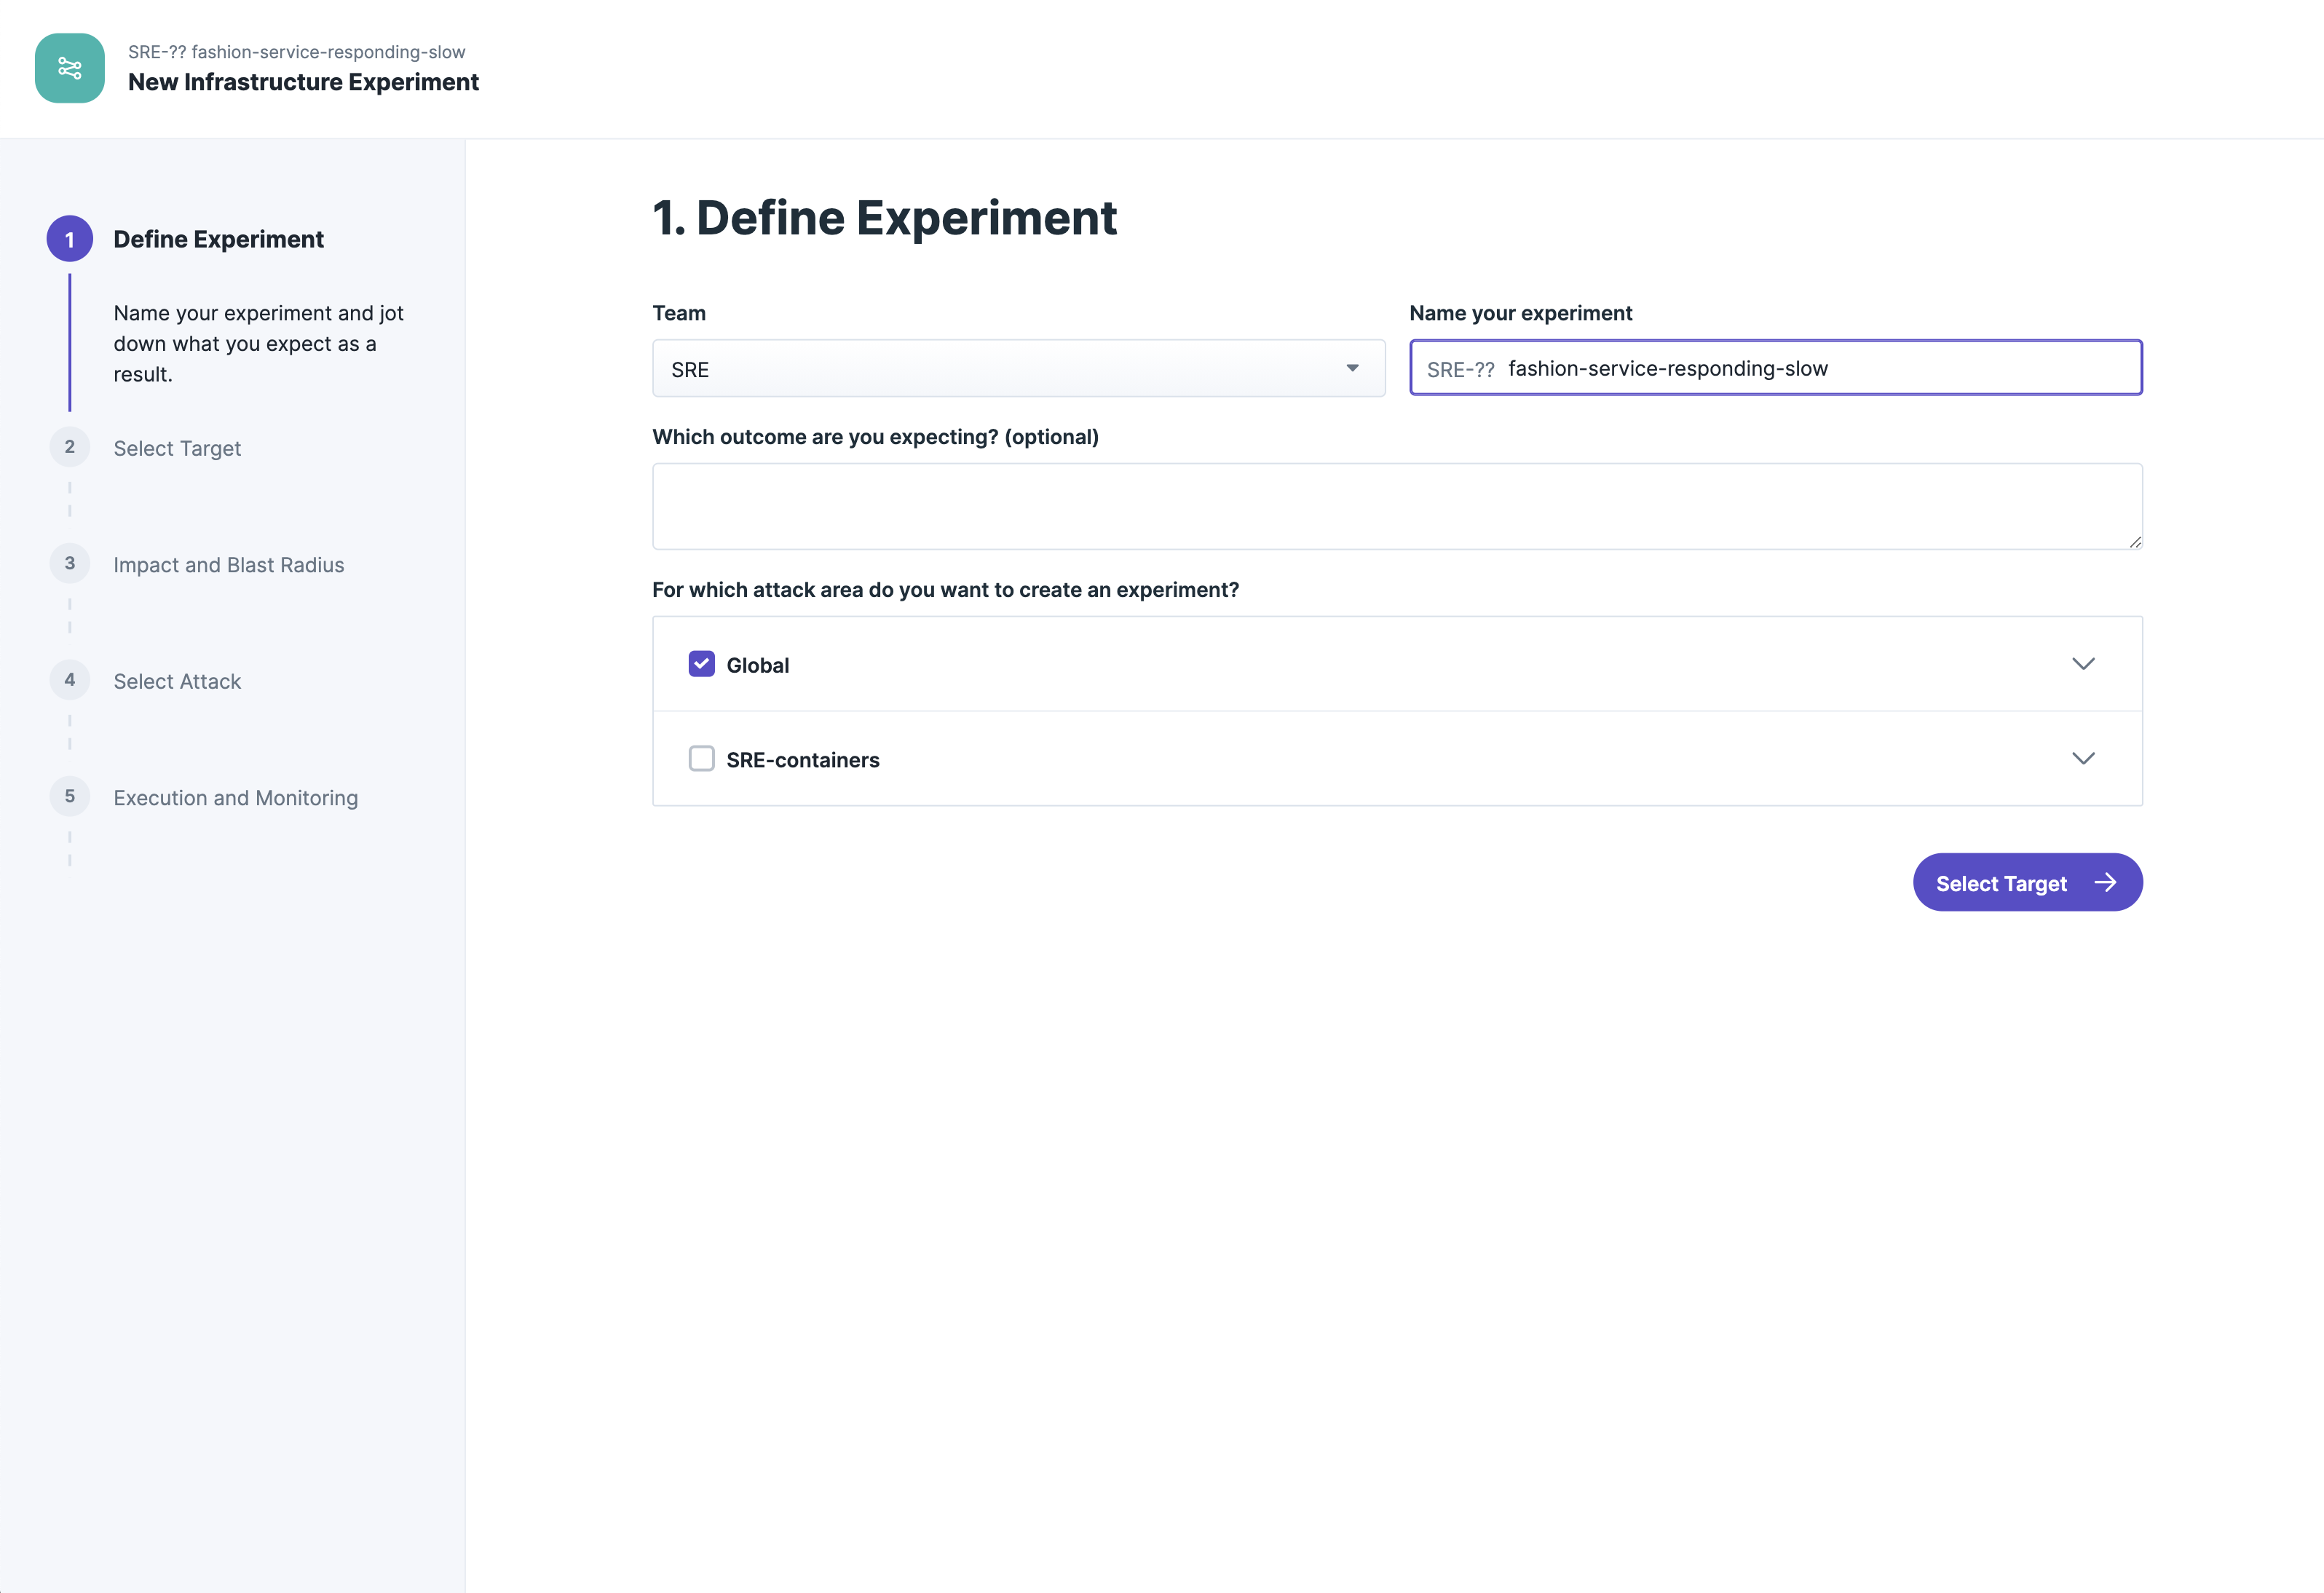 SRE-?? fashion-service-responding-slow
New Infrastructure Experiment
1
Define Experiment
Name your experiment and jot
down what you expect as a
result.
2
Select Target
3
Impact and Blast Radius
4
Select Attack
5
Execution and Monitoring
1. Define Experiment
Team
SRE
Name your experiment
SRE-?? fashion-service-responding-slow
Which outcome are you expecting? (optional)
For which attack area do you want to create an experiment?
Global
SRE-containers
Select Target